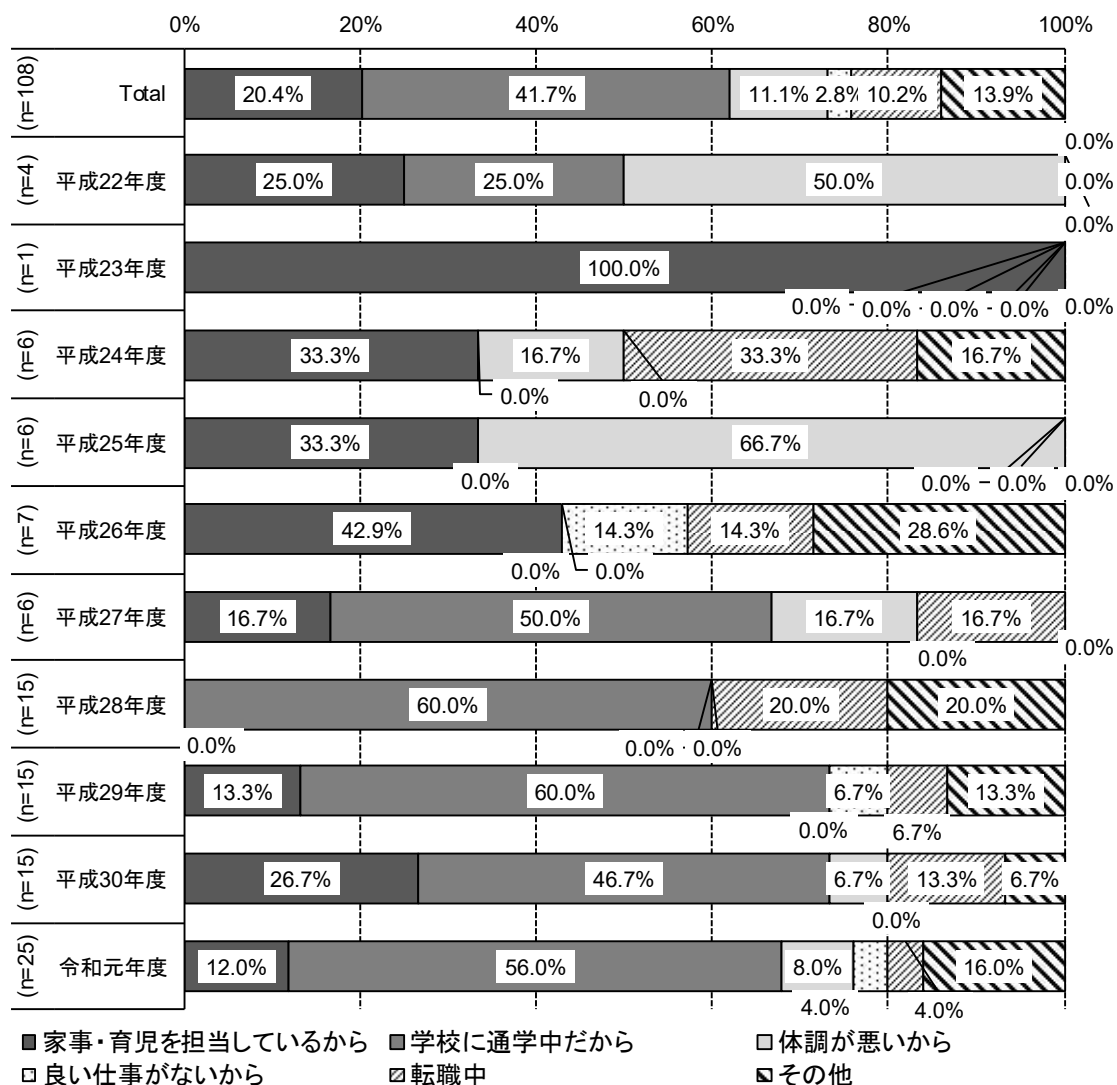 0% 20% 40% 60% 80% 100%
(n=108) Total 20.4% 41.7% 11.1% 2.8% 10.2% 13.9%
0.0%
(n=4) 平成22年度 25.0% 25.0% 50.0% 0.0%
0.0%
(n=1) 平成23年度 100.0%
0.0% 0.0% 0.0% 0.0% 0.0%
(n=6) 平成24年度 33.3% 16.7% 33.3% 16.7%
0.0% 0.0%
(n=6) 平成25年度 33.3% 66.7%
0.0% 0.0% 0.0% 0.0%
(n=7) 平成26年度 42.9% 14.3% 14.3% 28.6%
0.0% 0.0%
(n=6) 平成27年度 16.7% 50.0% 16.7% 16.7%
0.0% 0.0%
(n=15) 平成28年度 60.0% 20.0% 20.0%
0.0% 0.0% 0.0%
(n=15) 平成29年度 13.3% 60.0% 6.7% 13.3%
0.0% 6.7%
(n=15) 平成30年度 26.7% 46.7% 6.7% 13.3% 6.7%
0.0%
(n=25) 令和元年度 12.0% 56.0% 8.0% 16.0%
4.0% 4.0%
家事・育児を担当しているから 学校に通学中だから 体調が悪いから
良い仕事がないから 転職中 その他